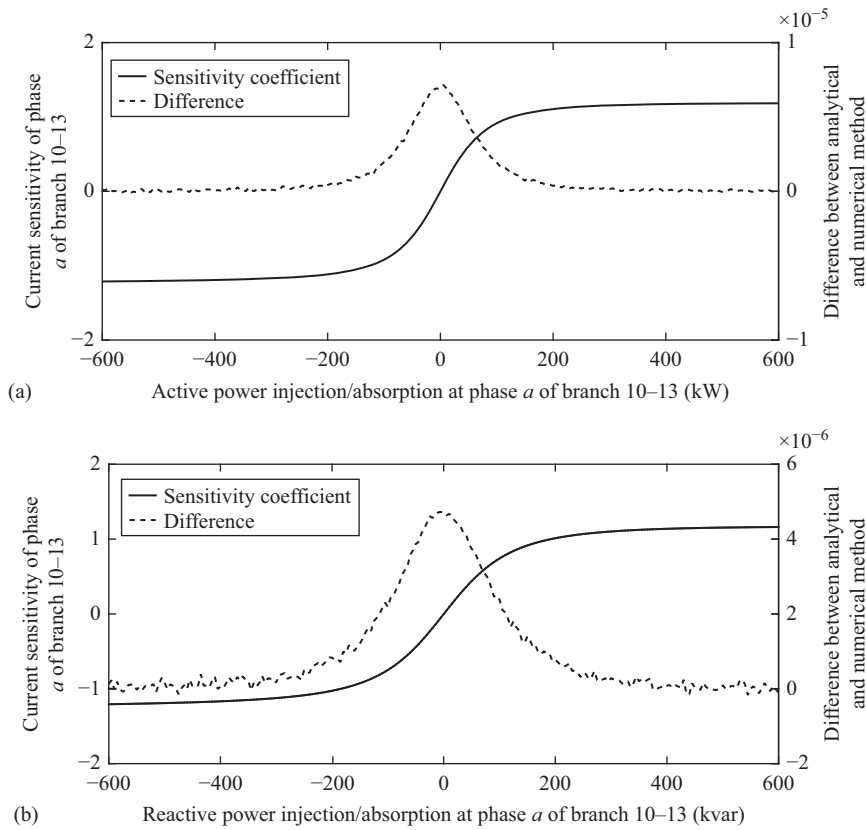 ×10⁻⁵
2
1
Sensitivity coefficient
Difference
0
0
−2
−1
−600
−400
−200
0
200
400
600
Current sensitivity of phase
a of branch 10–13
Difference between analytical
and numerical method
(a)
Active power injection/absorption at phase a of branch 10–13 (kW)
×10⁻⁶
2
6
Sensitivity coefficient
Difference
1
4
0
2
−1
0
−2
−2
−600
−400
−200
0
200
400
600
Current sensitivity of phase
a of branch 10–13
Difference between analytical
and numerical method
(b)
Reactive power injection/absorption at phase a of branch 10–13 (kvar)